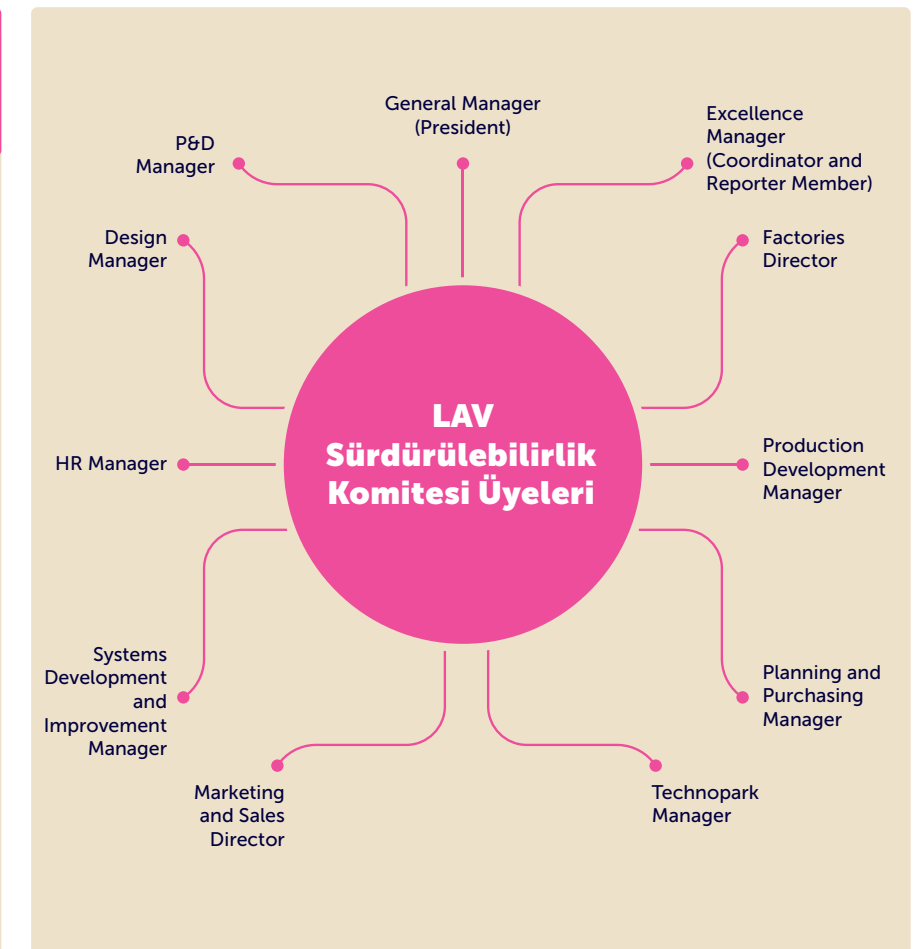 General Manager
(President)
Excellence
Manager
(Coordinator and
Reporter Member)
P&D
Manager
Design
Manager
Factories
Director
LAV
Sürdürülebilirlik
Komitesi Üyeleri
HR Manager
Production
Development
Manager
Systems
Development
and
Improvement
Manager
Planning and
Purchasing
Manager
Marketing
and Sales
Director
Technopark
Manager